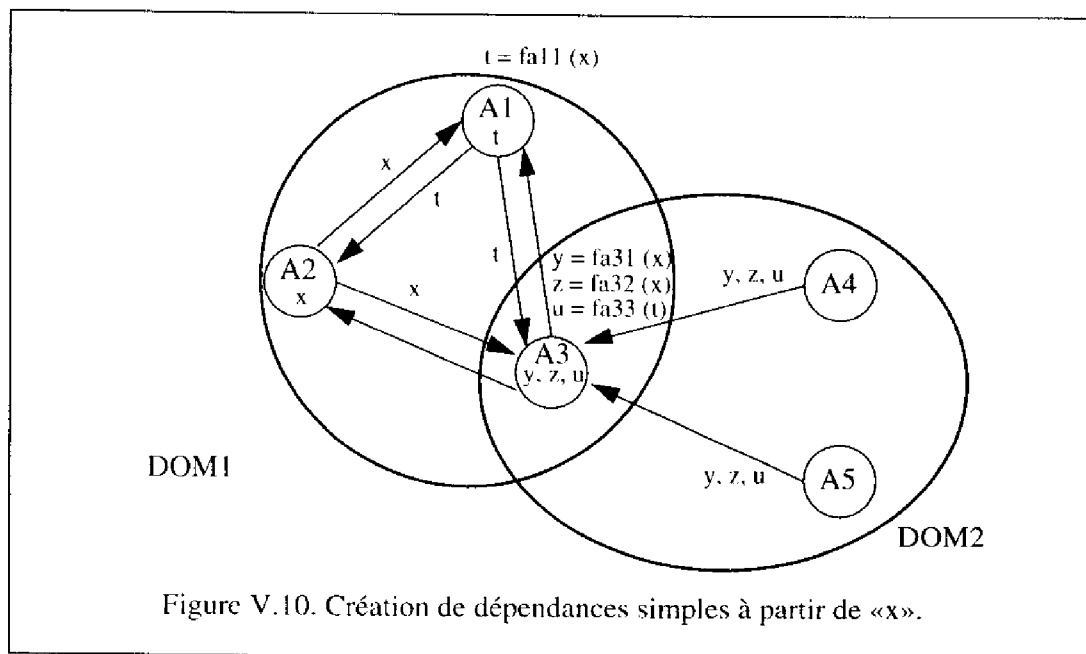 t = fa11 (x)
A1
t
x
t
A2
x
t
x
y = fa31 (x)
z = fa32 (x)
u = fa33 (t)
y, z, u
A4
A3
y, z, u
y, z, u
A5
DOM1
DOM2
Figure V.10. Création de dépendances simples à partir de «x».